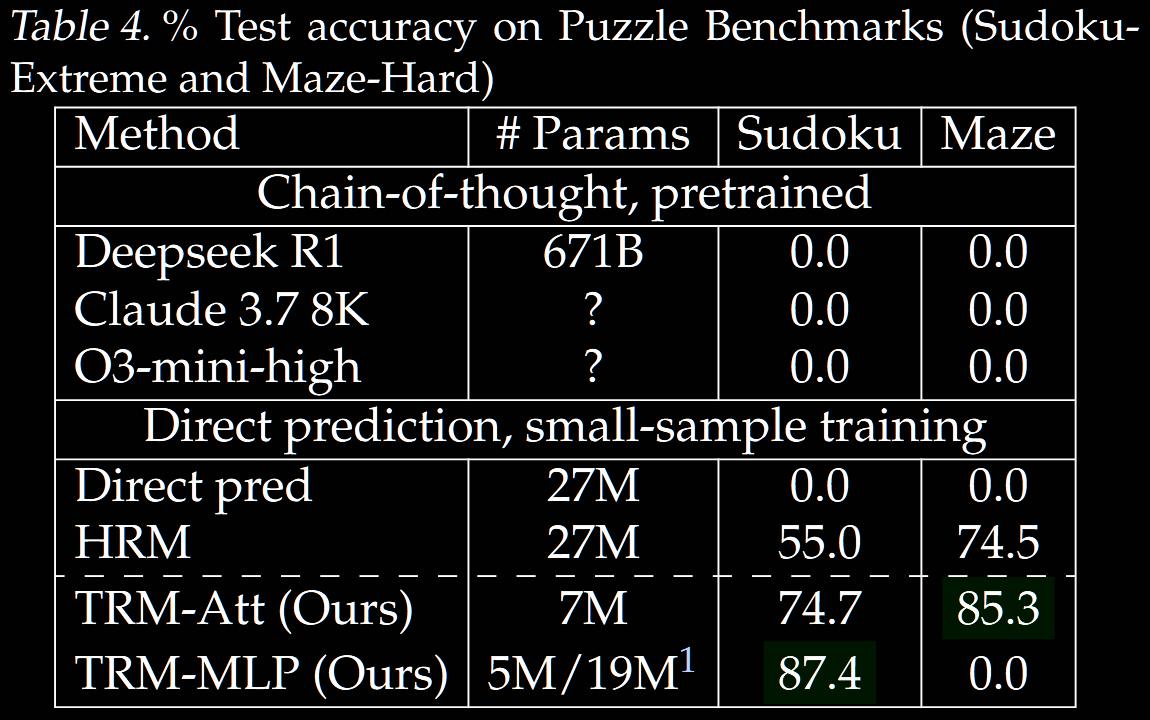 Table 4. % Test accuracy on Puzzle Benchmarks (Sudoku-
Extreme and Maze-Hard)
Method # Params Sudoku Maze
Chain-of-thought, pretrained
Deepseek R1 671B 0.0 0.0
Claude 3.7 8K ? 0.0 0.0
O3-mini-high ? 0.0 0.0
Direct prediction, small-sample training
Direct pred 27M 0.0 0.0
HRM 27M 55.0 74.5
TRM-Att (Ours) 7M 74.7 85.3
TRM-MLP (Ours) 5M/19M¹ 87.4 0.0